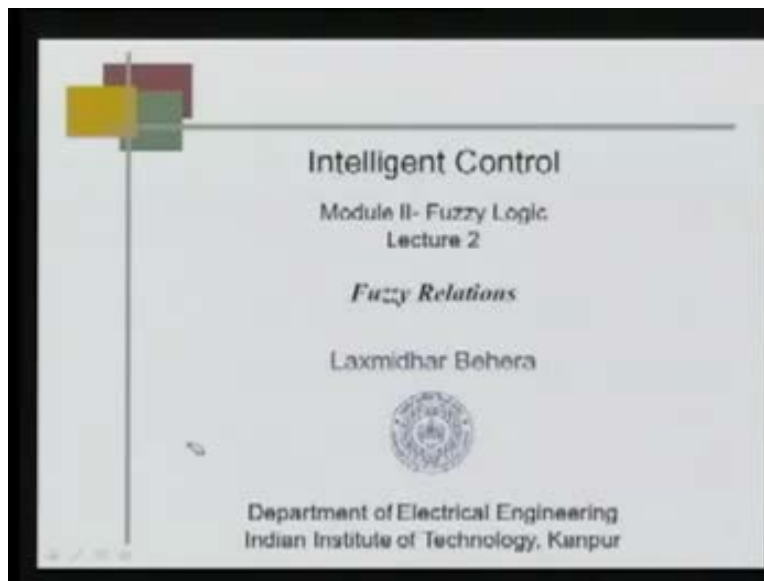 Intelligent Control
Module II- Fuzzy Logic
Lecture 2
Fuzzy Relations
Laxmidhar Behera
Department of Electrical Engineering
Indian Institute of Technology, Kanpur